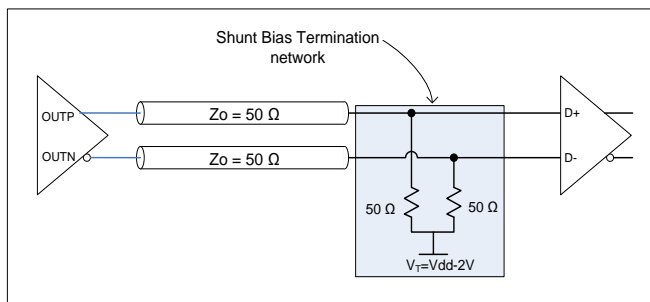 Shunt Bias Termination
network
OUTP
Zo = 50 Ω
D+
OUTN
Zo = 50 Ω
D-
50 Ω
50 Ω
VT=Vdd-2V